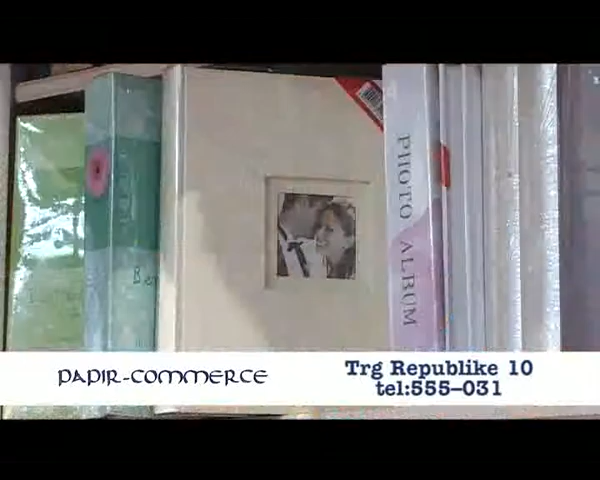 PHOTO ALBUM
PAPIR-COMMERCE
Trg Republike 10
tel:555-031